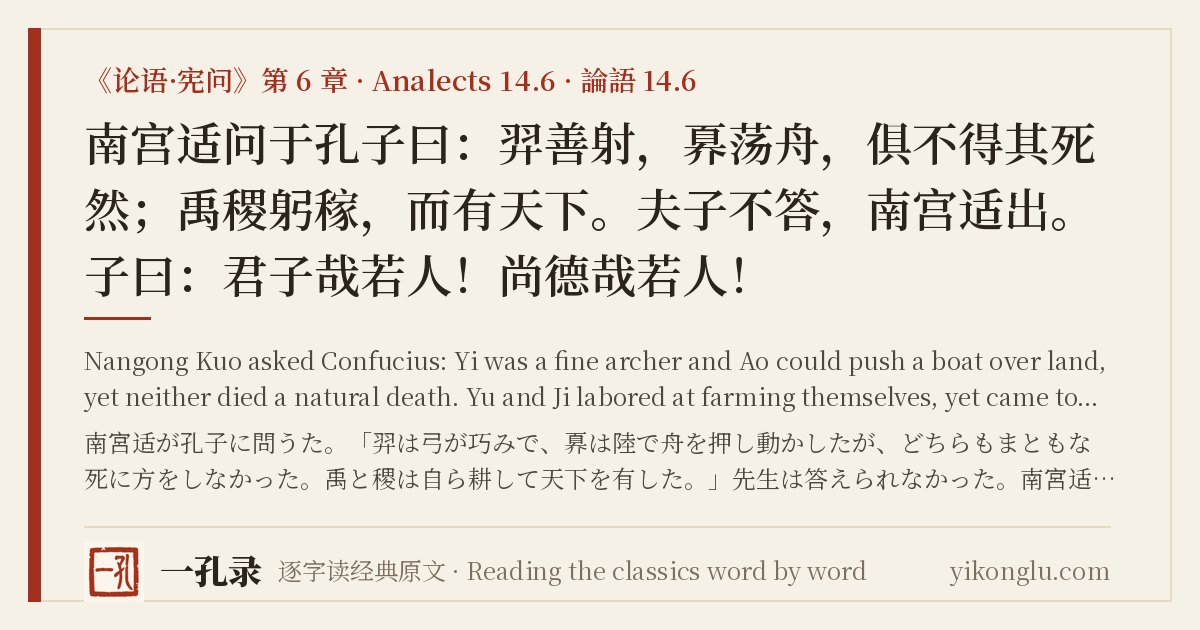 《论语·宪问》第 6 章 · Analects 14.6 · 論語 14.6
南宫适问于孔子曰：羿善射，奡荡舟，俱不得其死
然；禹稷躬稼，而有天下。夫子不答，南宫适出。
子曰：君子哉若人！尚德哉若人！
Nangong Kuo asked Confucius: Yi was a fine archer and Ao could push a boat over land,
yet neither died a natural death. Yu and Ji labored at farming themselves, yet came to...
南宮适が孔子に問うた。「羿は弓が巧みで、奡は陸で舟を押し動かしたが、どちらもまともな
死に方をしなかった。禹と稷は自ら耕して天下を有した。」先生は答えられなかった。南宮适…
一孔
一孔录 逐字读经典原文 · Reading the classics word by word yikonglu.com